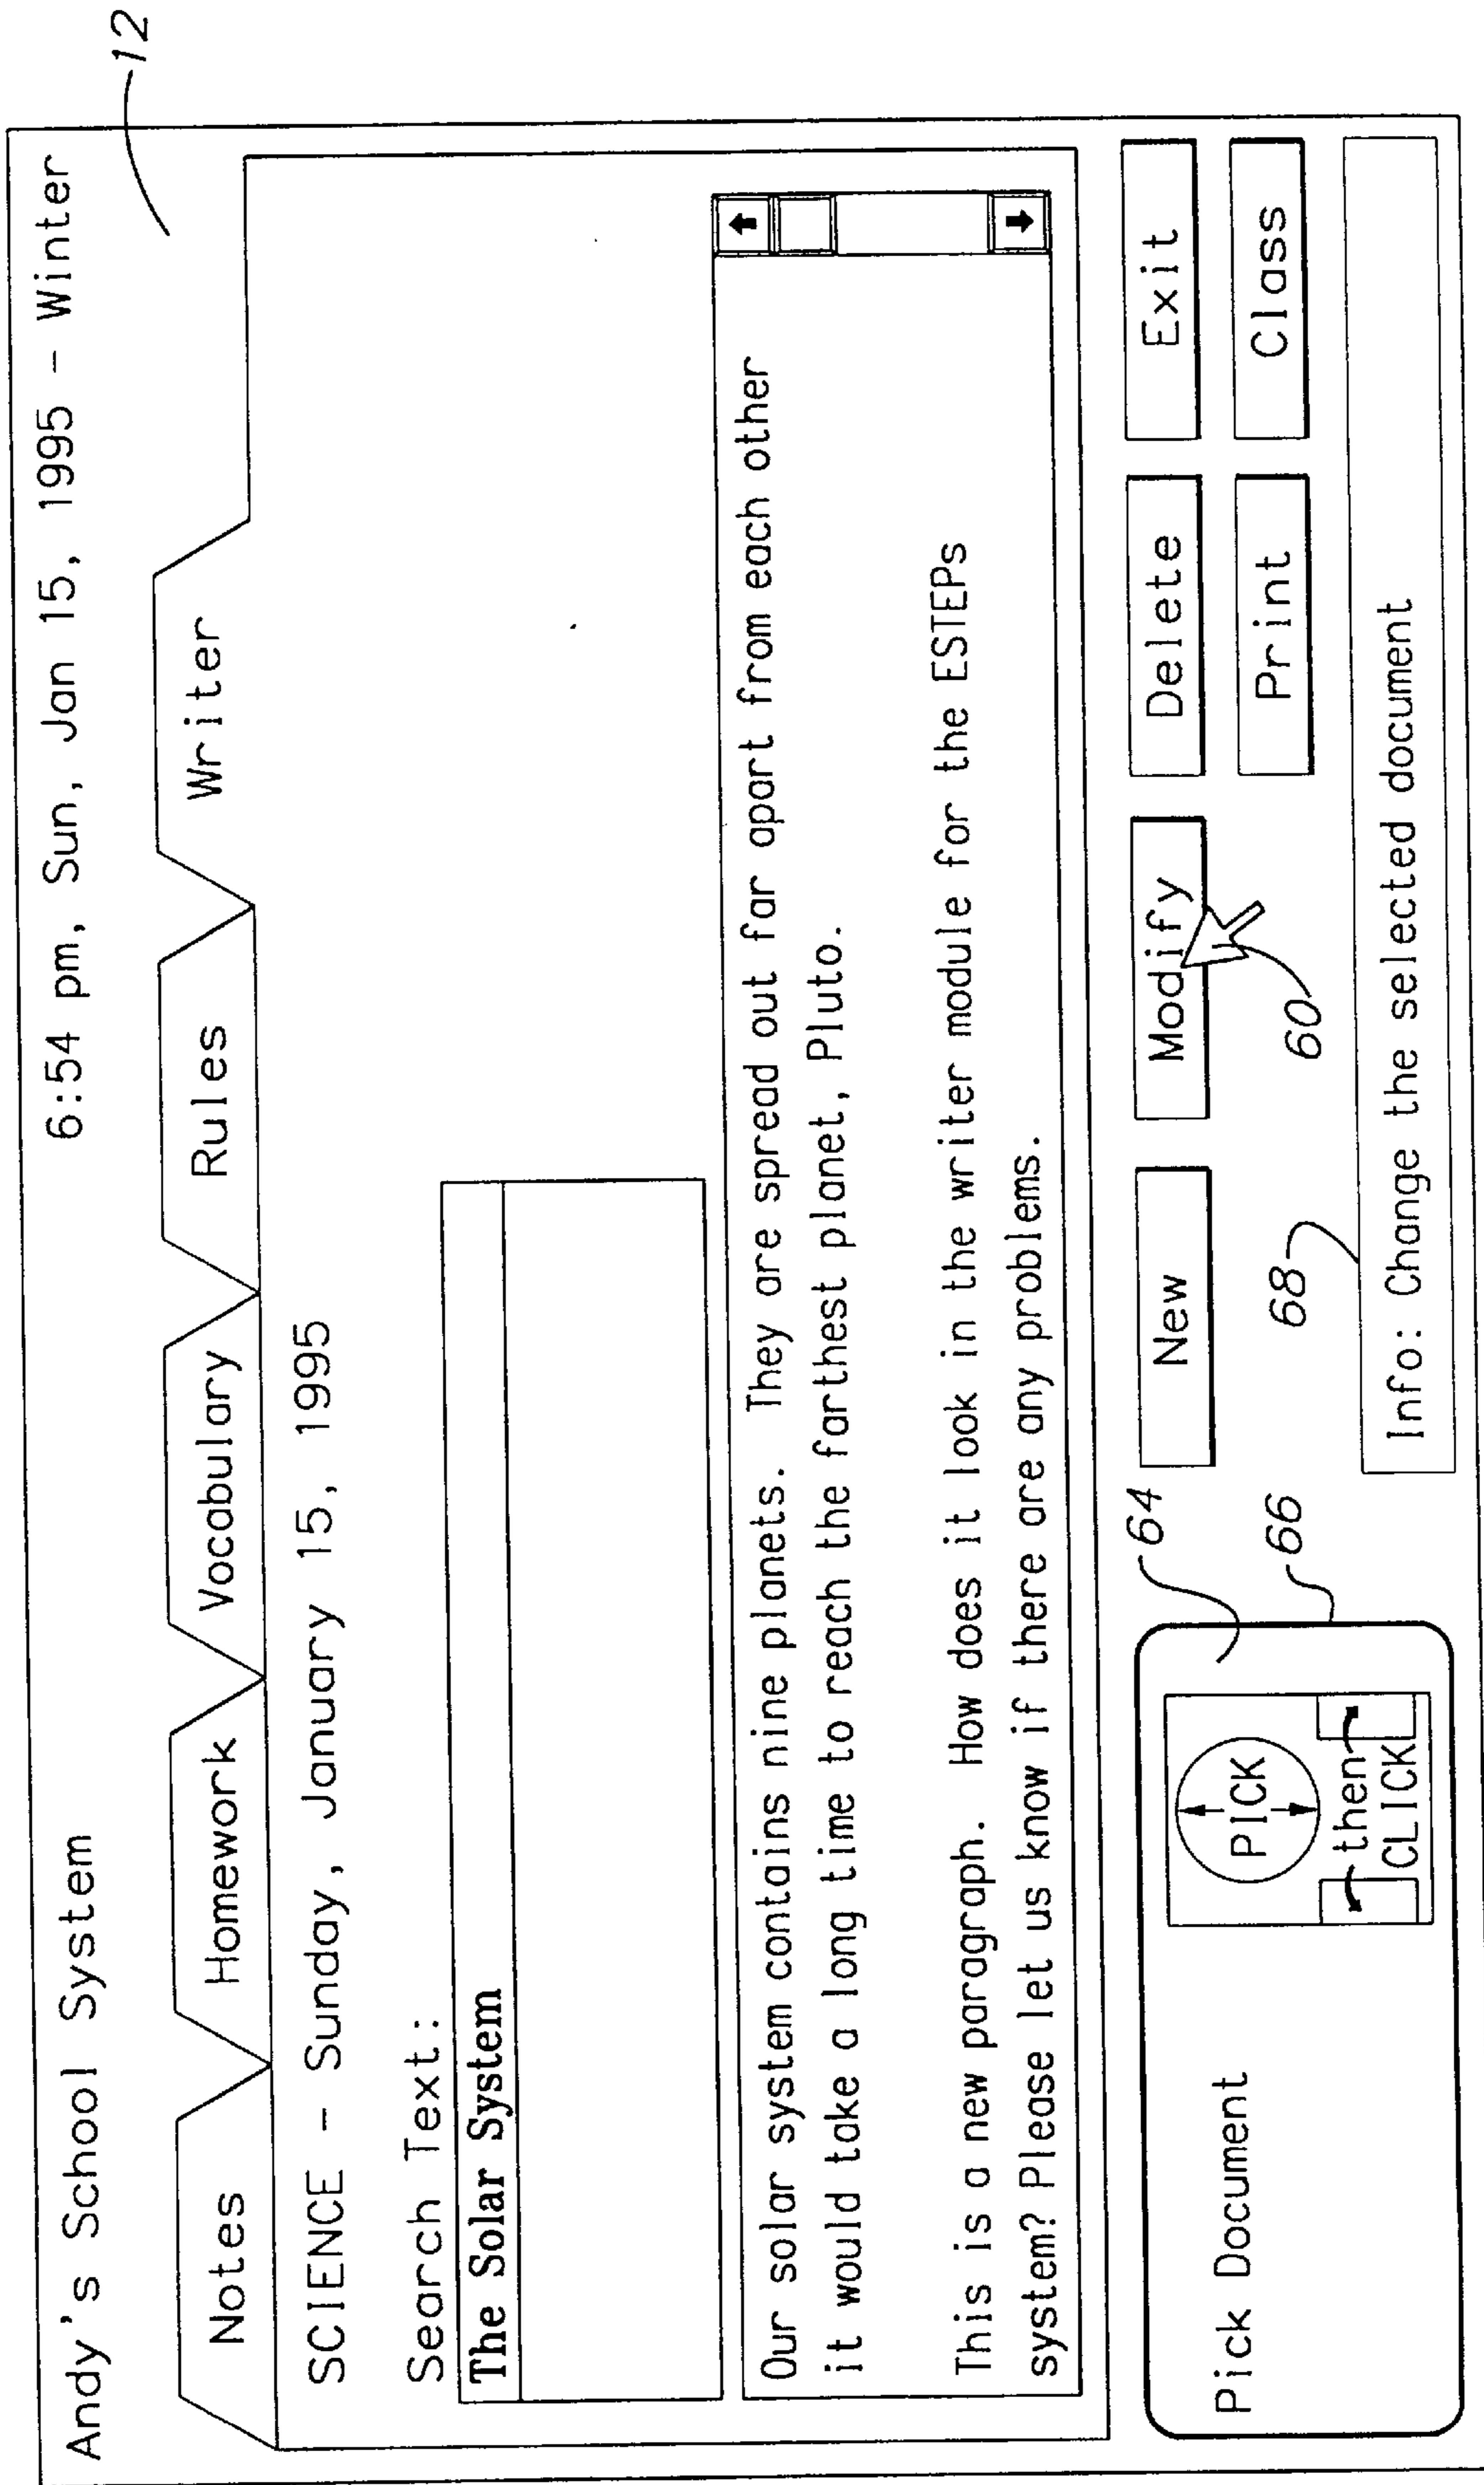 Andy's School System 6:54 pm, Sun, Jan 15, 1995 - Winter
12
Notes Homework Vocabulary Rules Writer
SCIENCE - Sunday, January 15, 1995
Search Text:
The Solar System
Our solar system contains nine planets. They are spread out far apart from each other
it would take a long time to reach the farthest planet, Pluto.
This is a new paragraph. How does it look in the writer module for the ESTEPs
system? Please let us know if there are any problems.
Pick Document
PICK
then
CLICK
64
66
New Modify Delete Exit
60
Print Class
68
Info: Change the selected document